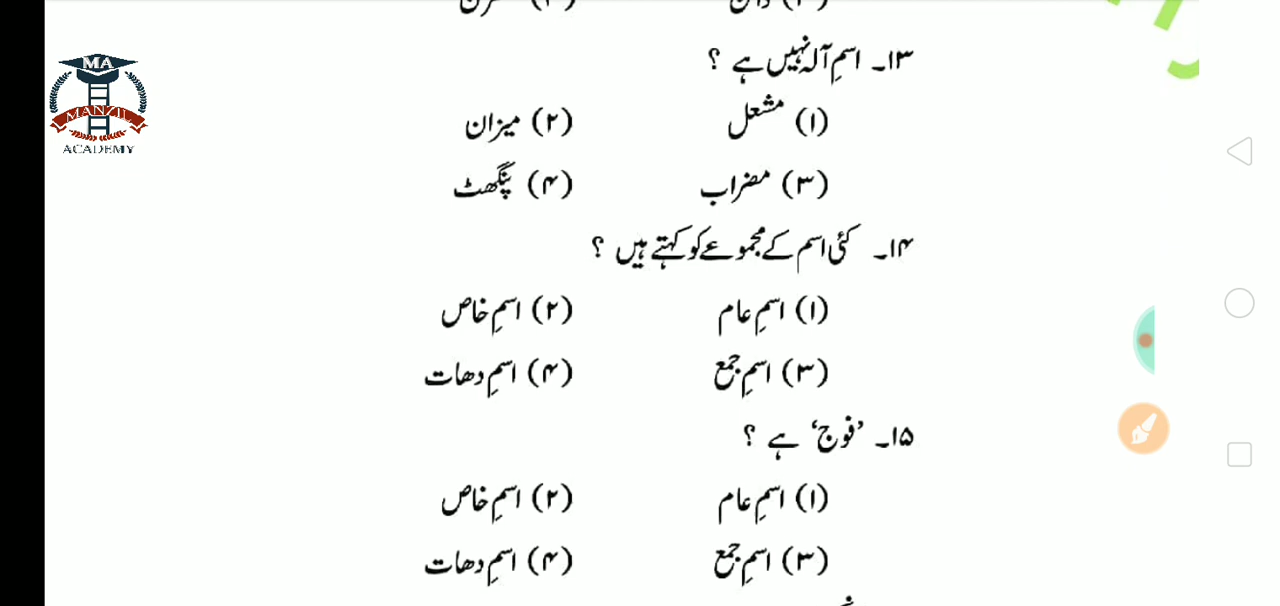 MA
MANZIL
ACADEMY
۱۳۔ اسمِ آلہ نہیں ہے ؟
(۱) مشعل (۲) میزان
(۳) مضراب (۴) پنگھٹ
۱۴۔ کئی اسم کے مجموعے کو کہتے ہیں ؟
(۱) اسمِ عام (۲) اسمِ خاص
(۳) اسمِ جمع (۴) اسمِ دھات
۱۵۔ ’فوج‘ ہے ؟
(۱) اسمِ عام (۲) اسمِ خاص
(۳) اسمِ جمع (۴) اسمِ دھات